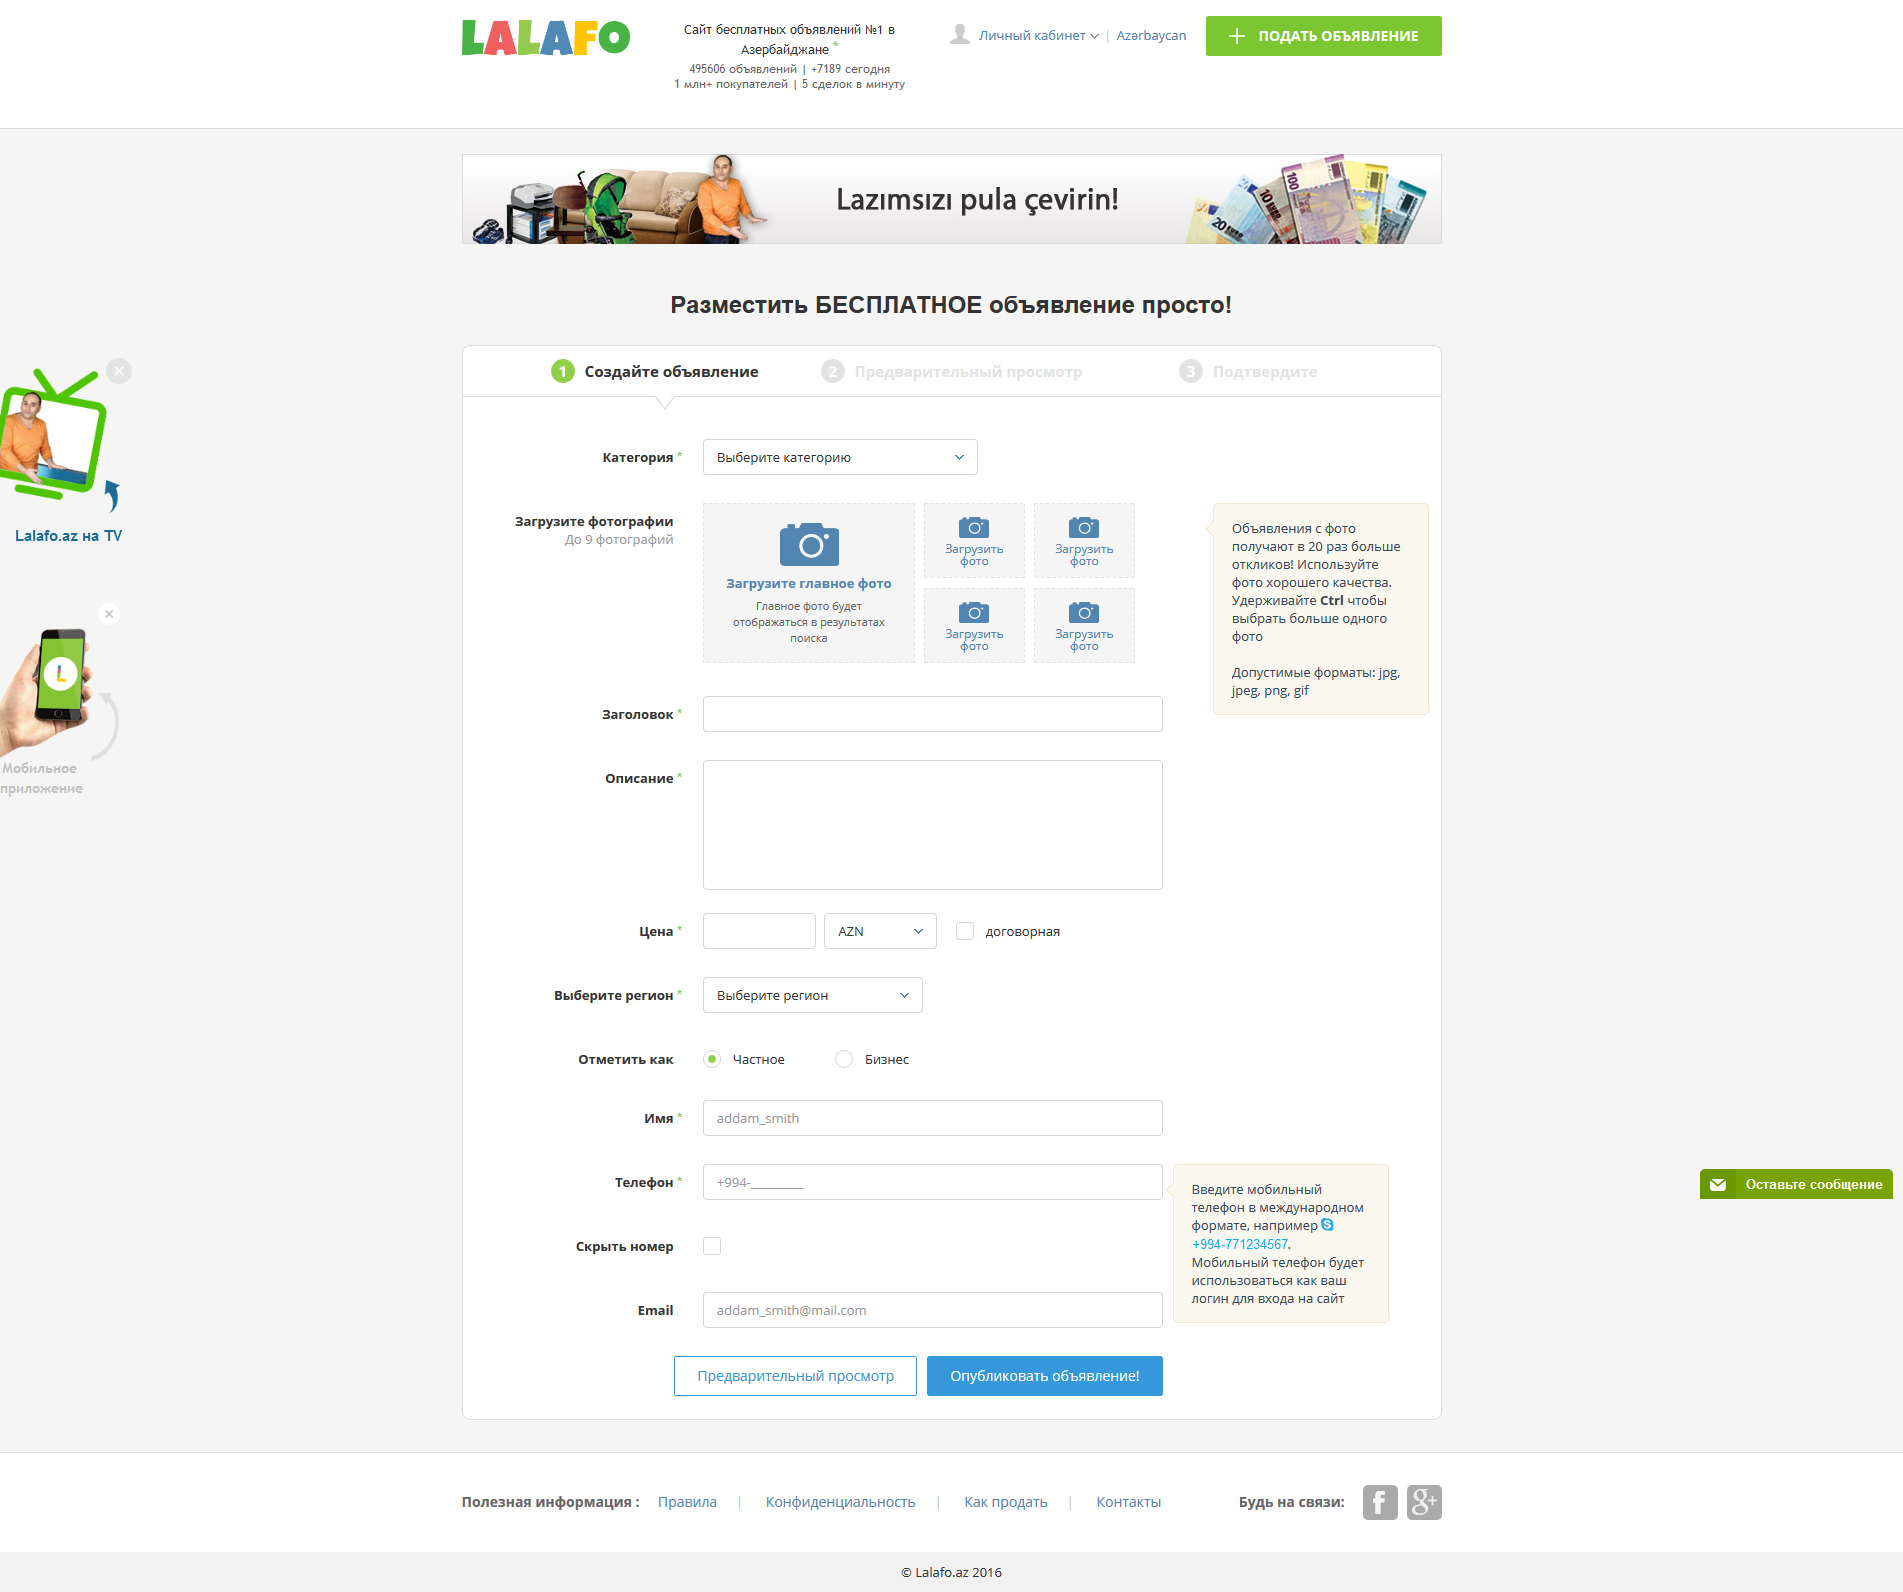 LALAFO
Сайт бесплатных объявлений №1 в
Азербайджане *
495606 объявлений | +7189 сегодня
1 млн+ покупателей | 5 сделок в минуту
Личный кабинет | Azərbaycan
ПОДАТЬ ОБЪЯВЛЕНИЕ
Lazımsızı pula çevirin!
20 EURO
10
100
Разместить БЕСПЛАТНОЕ объявление просто!
1 Создайте объявление
2 Предварительный просмотр
3 Подтвердите
Lalafo.az на TV
L
Мобильное
приложение
Категория *
Выберите категорию
Загрузите фотографии
До 9 фотографий
Загрузите главное фото
Главное фото будет
отображаться в результатах
поиска
Загрузить
фото
Загрузить
фото
Загрузить
фото
Загрузить
фото
Объявления с фото
получают в 20 раз больше
откликов! Используйте
фото хорошего качества.
Удерживайте Ctrl чтобы
выбрать больше одного
фото
Допустимые форматы: jpg,
jpeg, png, gif
Заголовок *
Описание *
Цена *
AZN
договорная
Выберите регион *
Выберите регион
Отметить как
Частное
Бизнес
Имя *
addam_smith
Телефон *
+994-_________
Введите мобильный
телефон в международном
формате, например
+994-771234567.
Мобильный телефон будет
использоваться как ваш
логин для входа на сайт
Оставьте сообщение
Скрыть номер
Email
addam_smith@mail.com
Предварительный просмотр
Опубликовать объявление!
Полезная информация : Правила | Конфиденциальность | Как продать | Контакты
Будь на связи:
f
g+
© Lalafo.az 2016